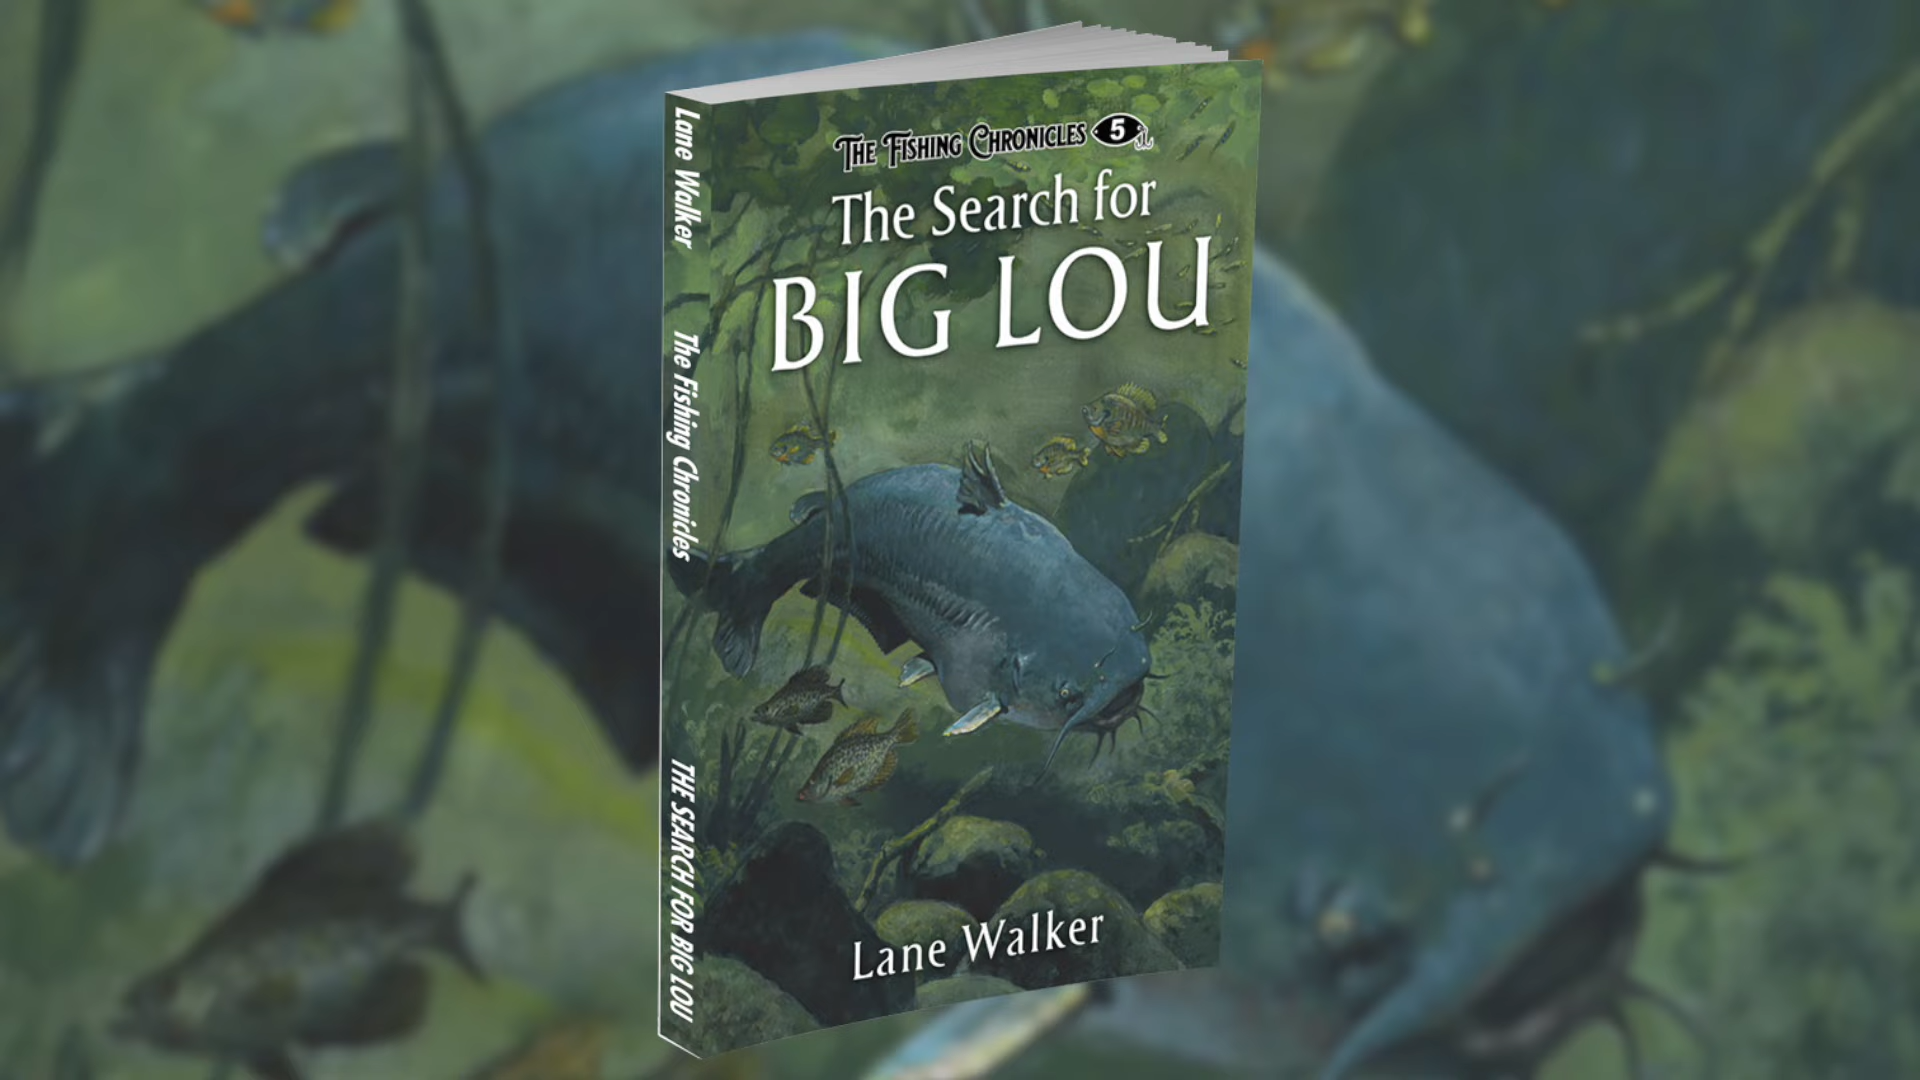 Lane Walker
The Fishing Chronicles
THE SEARCH FOR BIG LOU
THE FISHING CHRONICLES 5
The Search for
BIG LOU
Lane Walker